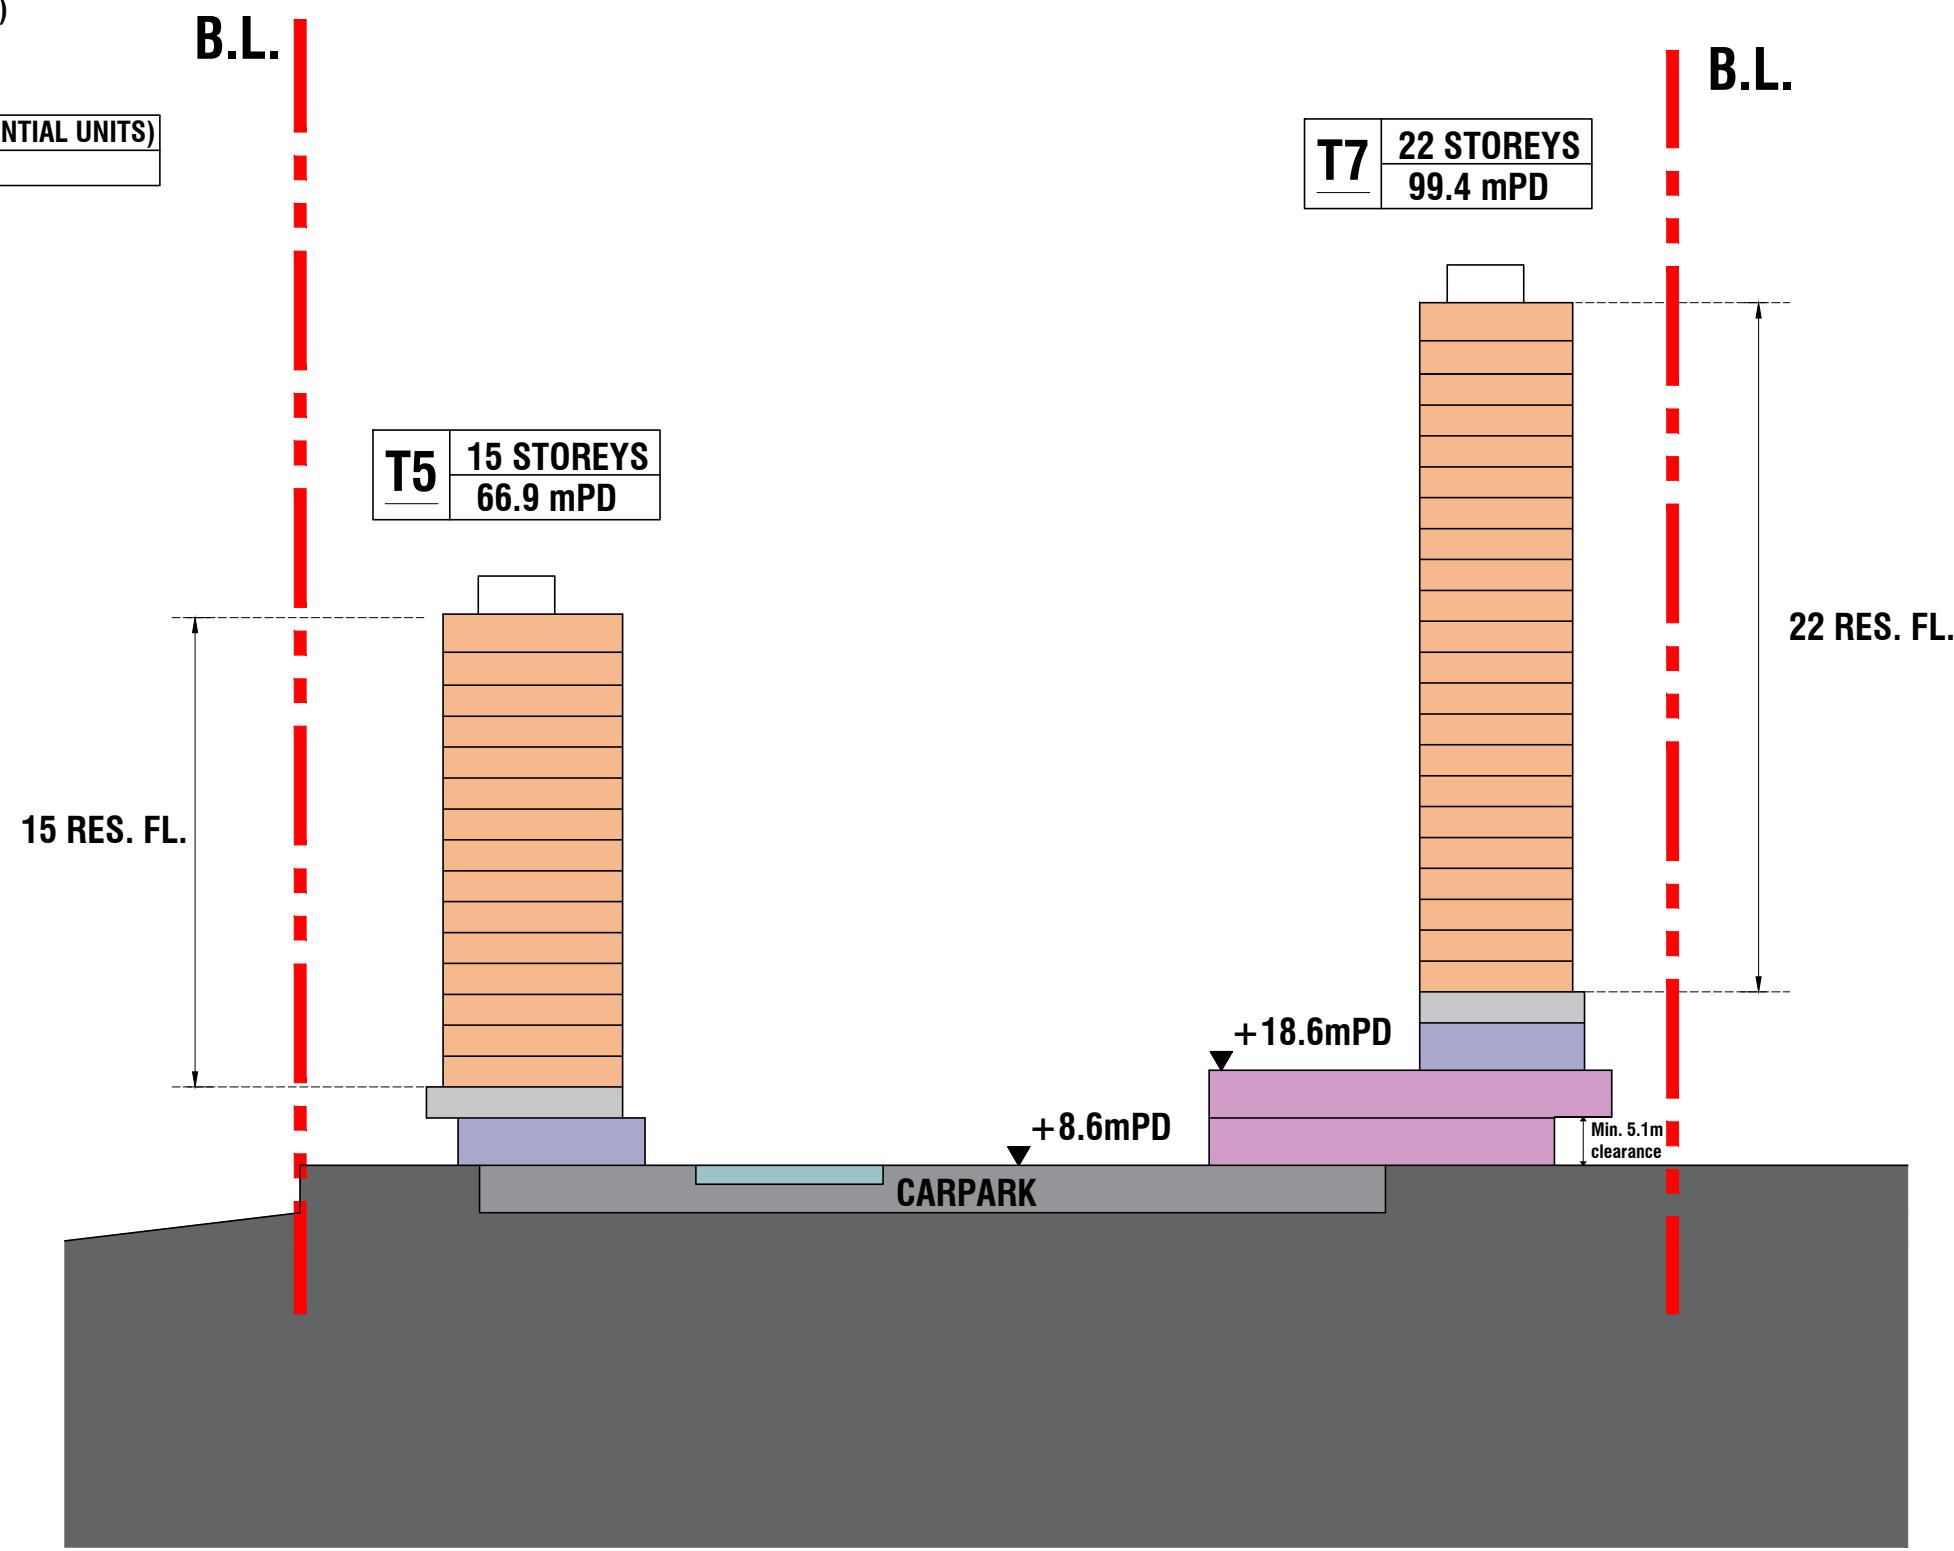 )
B.L.
B.L.
NTIAL UNITS)
T7
22 STOREYS
99.4 mPD
T5
15 STOREYS
66.9 mPD
22 RES. FL.
15 RES. FL.
+18.6mPD
+8.6mPD
Min. 5.1m
clearance
CARPARK